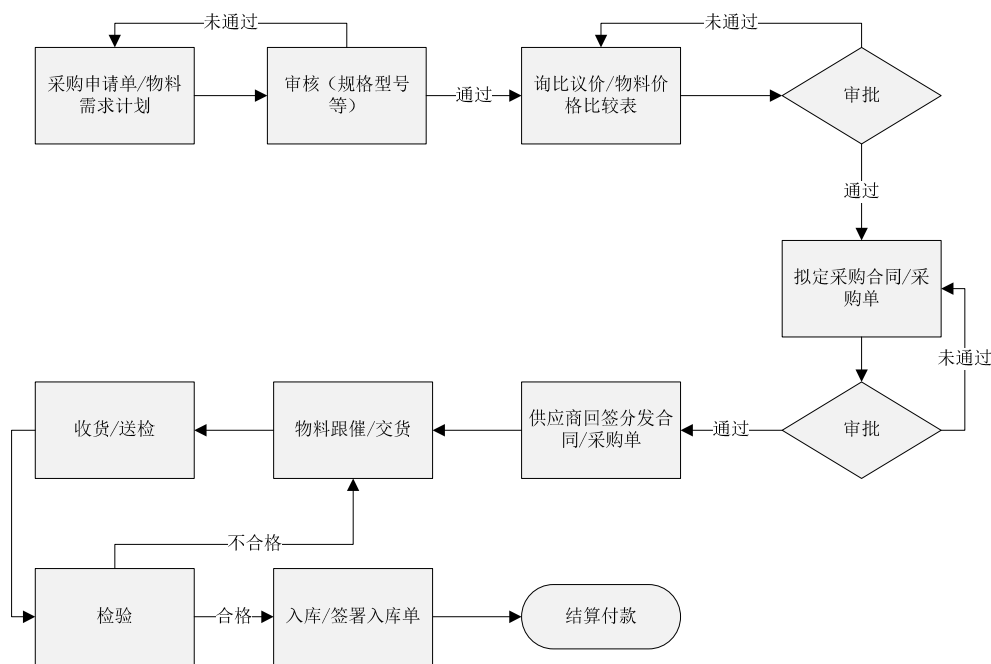 未通过
未通过
采购申请单/物料
需求计划
审核（规格型号
等）
通过
询比议价/物料价
格比较表
审批
通过
拟定采购合同/采
购单
未通过
收货/送检
物料跟催/交货
供应商回签分发合
同/采购单
通过
审批
不合格
检验
合格
入库/签署入库单
结算付款